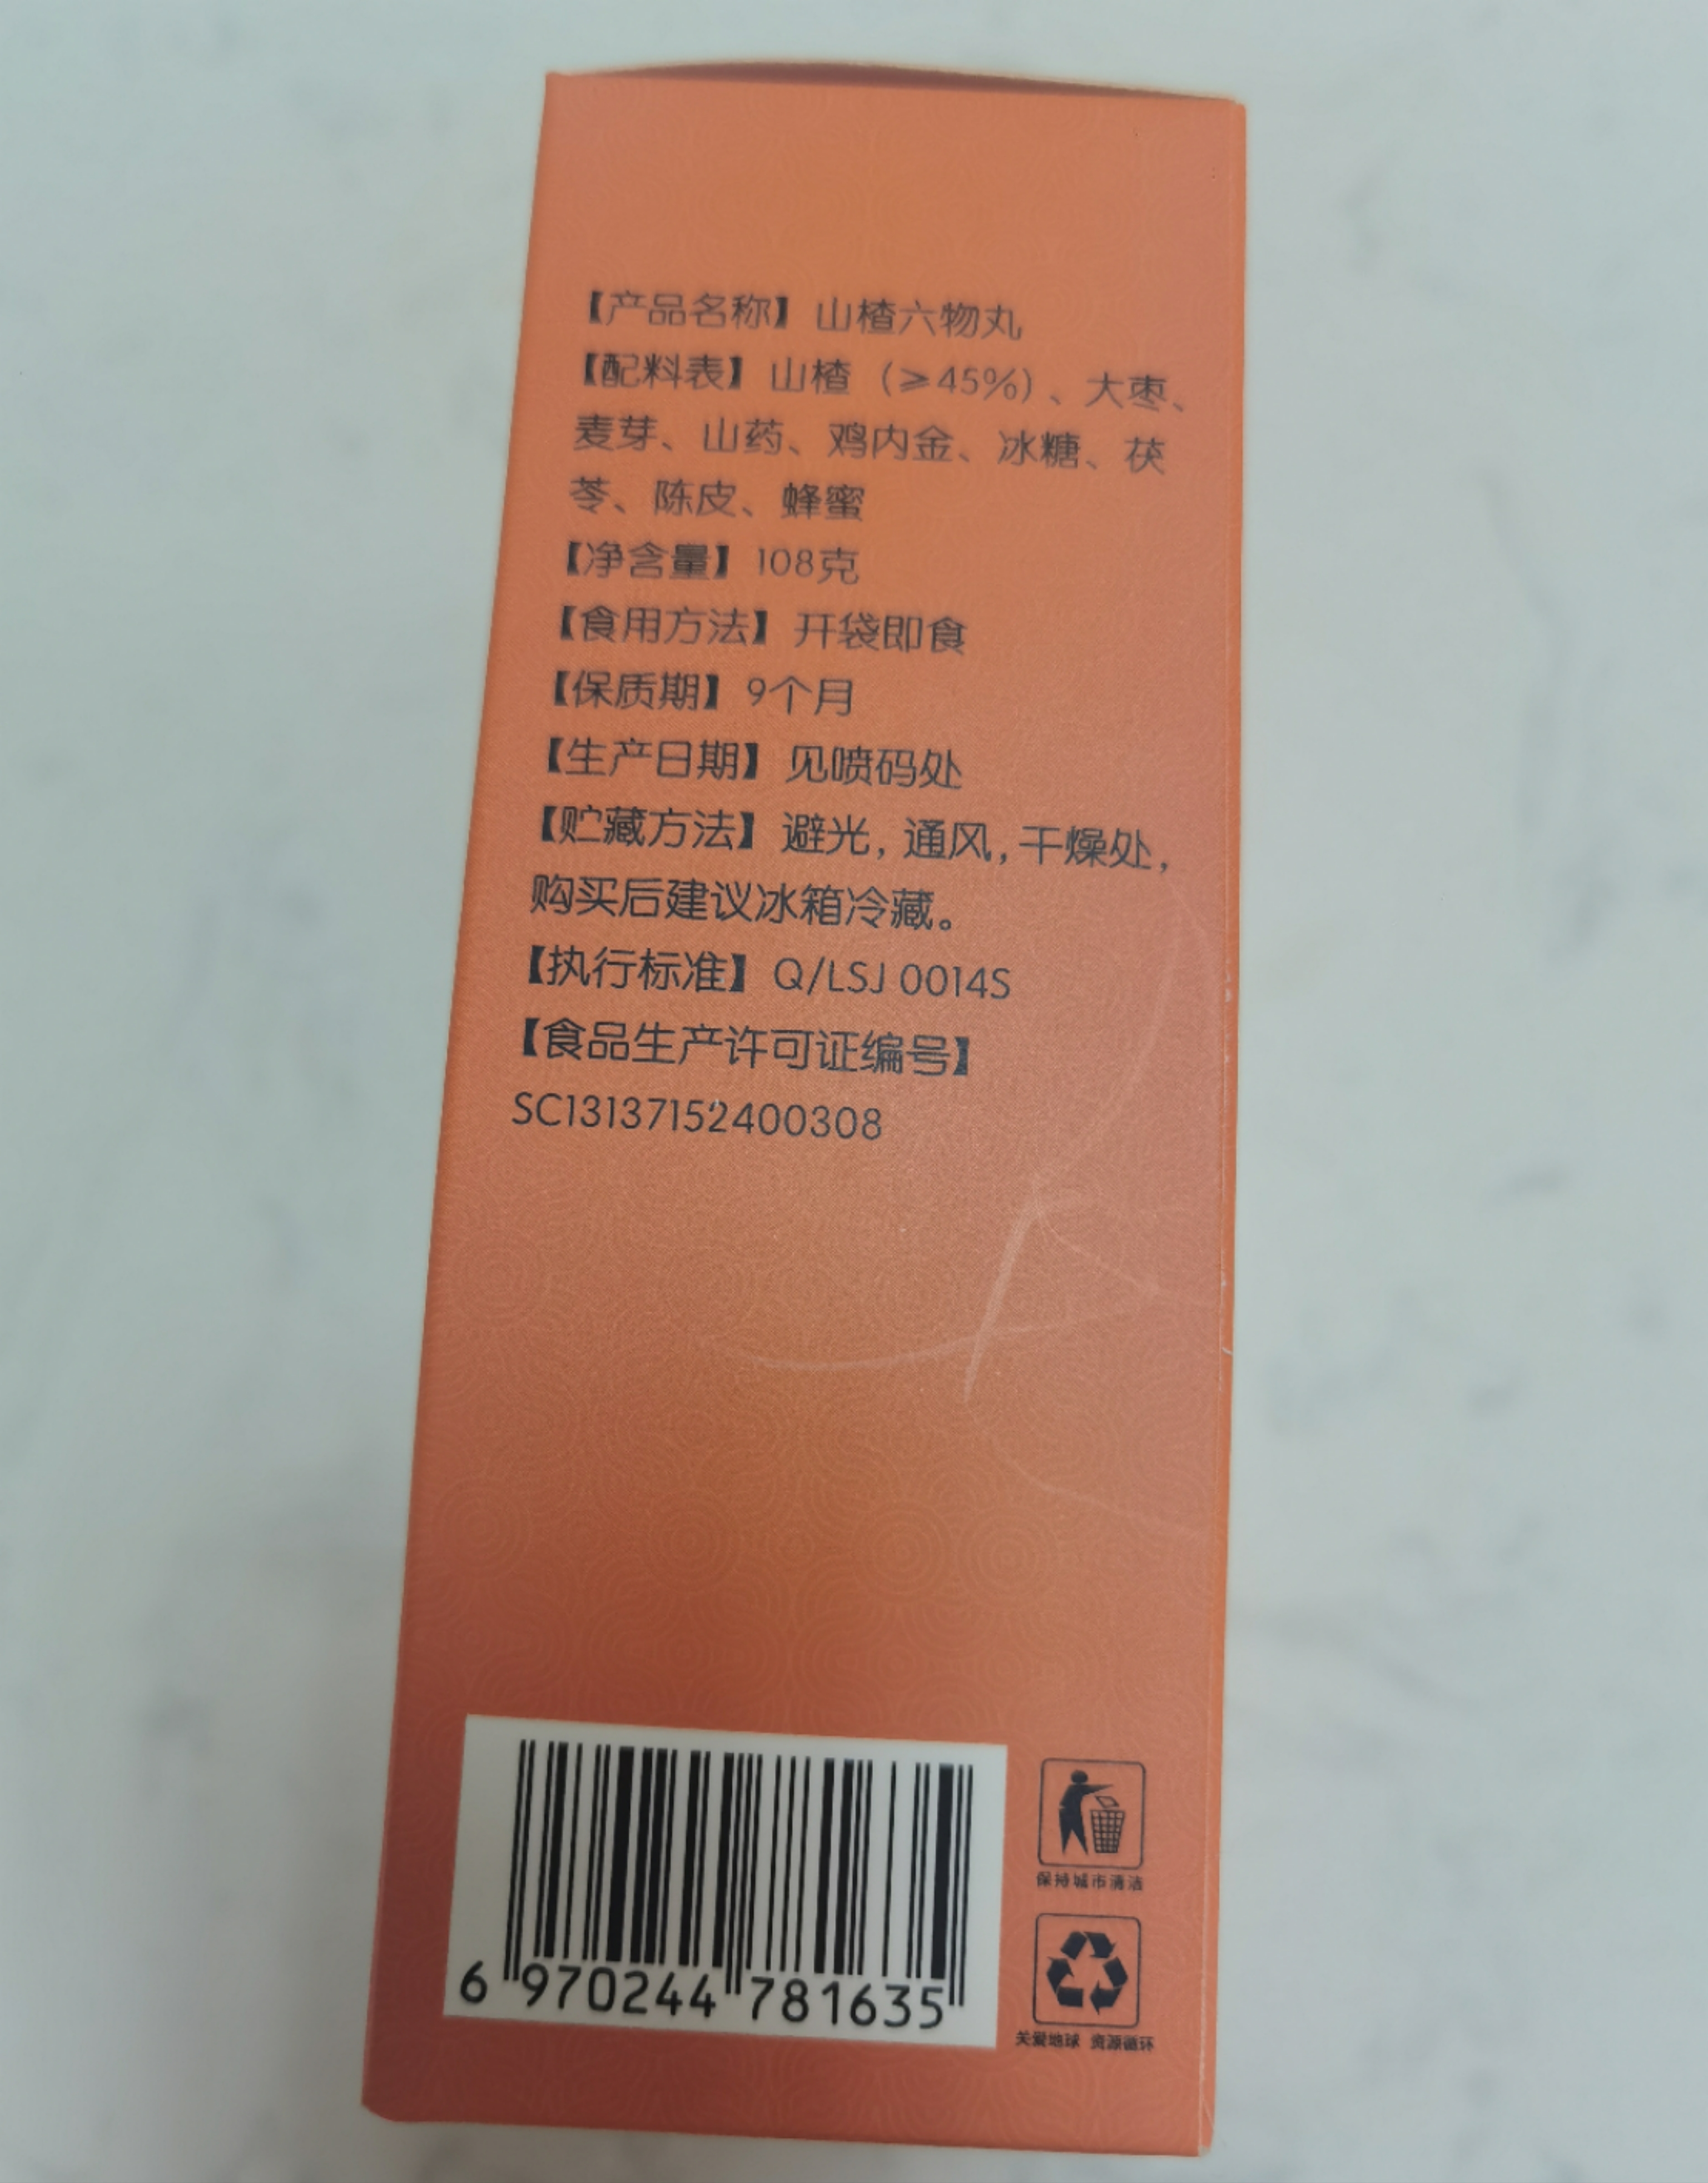 【产品名称】山楂六物丸
【配料表】山楂（≥45%）、大枣、
麦芽、山药、鸡内金、冰糖、茯
苓、陈皮、蜂蜜
【净含量】108克
【食用方法】开袋即食
【保质期】9个月
【生产日期】见喷码处
【贮藏方法】避光，通风，干燥处，
购买后建议冰箱冷藏。
【执行标准】Q/LSJ 0014S
【食品生产许可证编号】
SC13137152400308
6 970244 781635
保持城市清洁
关爱地球 资源循环